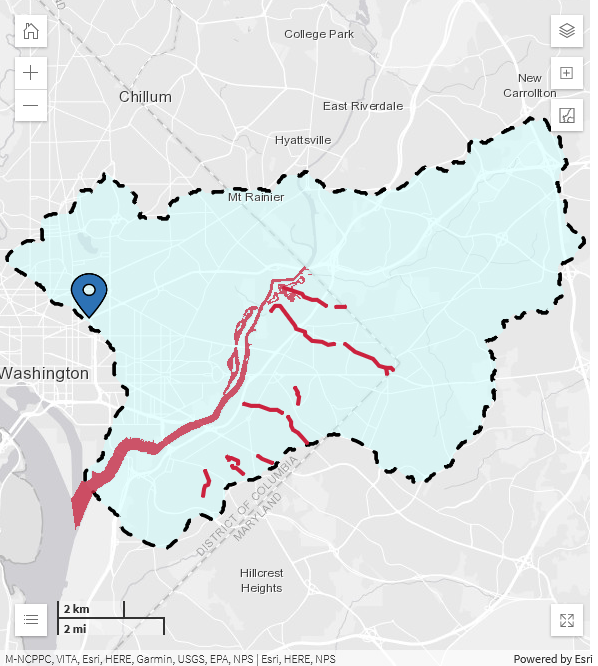 College Park
New
Carrollton
Chillum
East Riverdale
Hyattsville
Mt Rainier
Washington
DISTRICT OF COLUMBIA
MARYLAND
Hillcrest
Heights
2 km
2 mi
M-NCPPC, VITA, Esri, HERE, Garmin, USGS, EPA, NPS | Esri, HERE, NPS
Powered by Esri